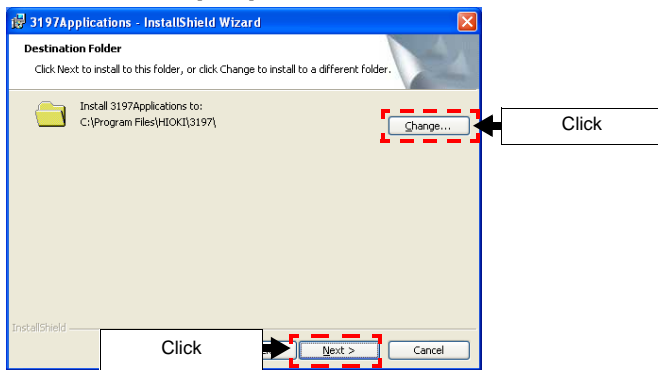 3197Applications - InstallShield Wizard
Destination Folder
Click Next to install to this folder, or click Change to install to a different folder.
Install 3197Applications to:
C:\Program Files\HIOKI\3197\
Change...
Click
InstallShield
Click
Next >
Cancel